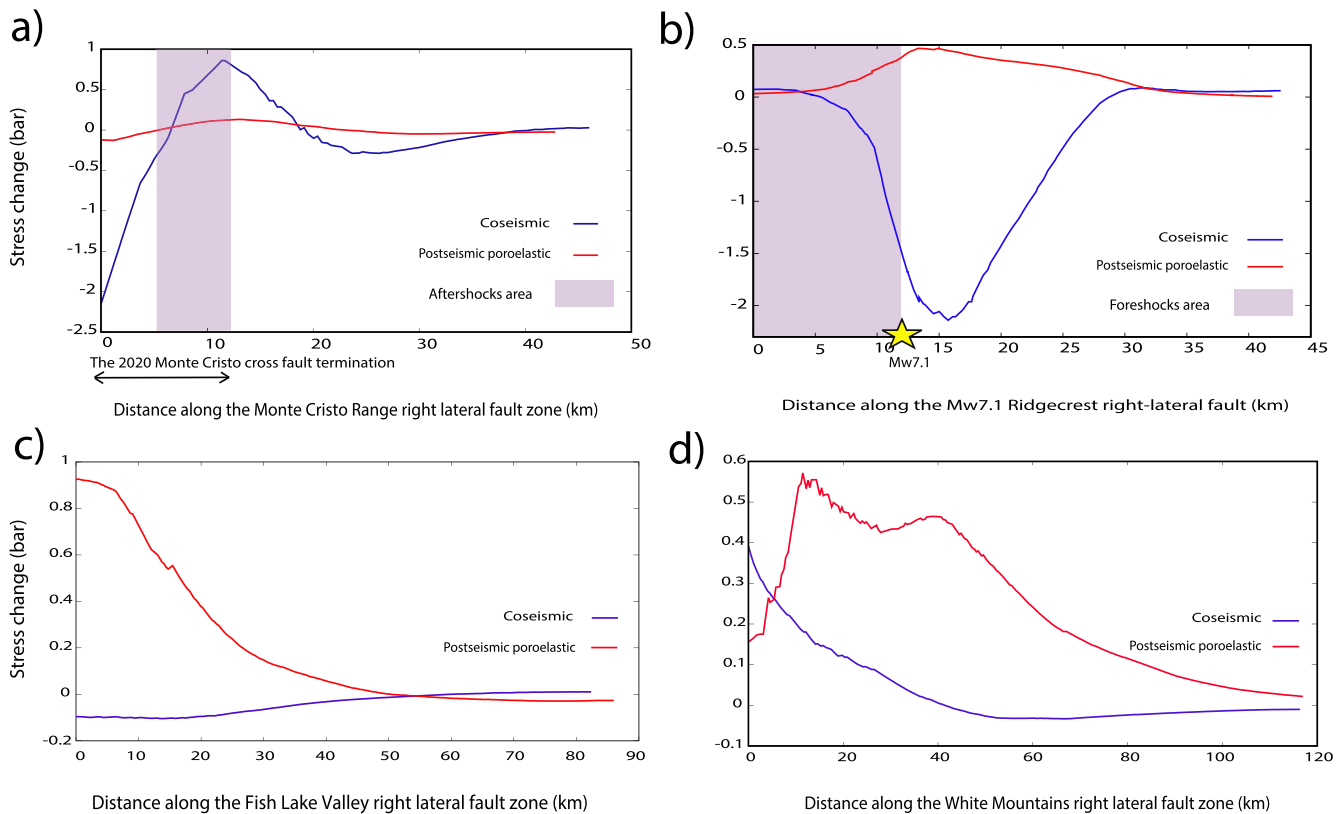 a)
Stress change (bar)
1
0.5
0
-0.5
-1
-1.5
-2
-2.5
Coseismic
Postseismic poroelastic
Aftershocks area
0 10 20 30 40 50
The 2020 Monte Cristo cross fault termination
Distance along the Monte Cristo Range right lateral fault zone (km)
b)
0.5
0
-0.5
-1
-1.5
-2
Coseismic
Postseismic poroelastic
Foreshocks area
0 5 10 15 20 25 30 35 40 45
Mw7.1
Distance along the Mw7.1 Ridgecrest right-lateral fault (km)
c)
Stress change (bar)
1
0.8
0.6
0.4
0.2
0
-0.2
Coseismic
Postseismic poroelastic
0 10 20 30 40 50 60 70 80 90
Distance along the Fish Lake Valley right lateral fault zone (km)
d)
0.6
0.5
0.4
0.3
0.2
0.1
0
-0.1
Coseismic
Postseismic poroelastic
0 20 40 60 80 100 120
Distance along the White Mountains right lateral fault zone (km)